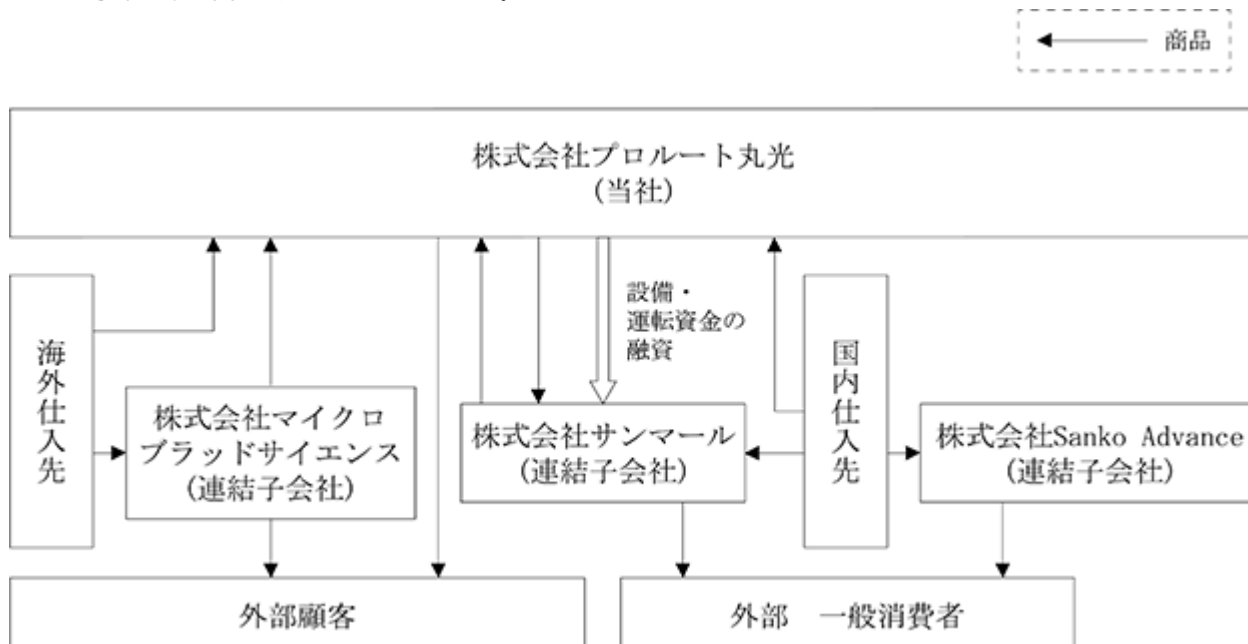 商品
株式会社プロルート丸光
(当社)
設備・
運転資金の
融資
海外仕入先
国内仕入先
株式会社マイクロ
ブラッドサイエンス
(連結子会社)
株式会社サンマール
(連結子会社)
株式会社Sanko Advance
(連結子会社)
外部顧客
外部 一般消費者